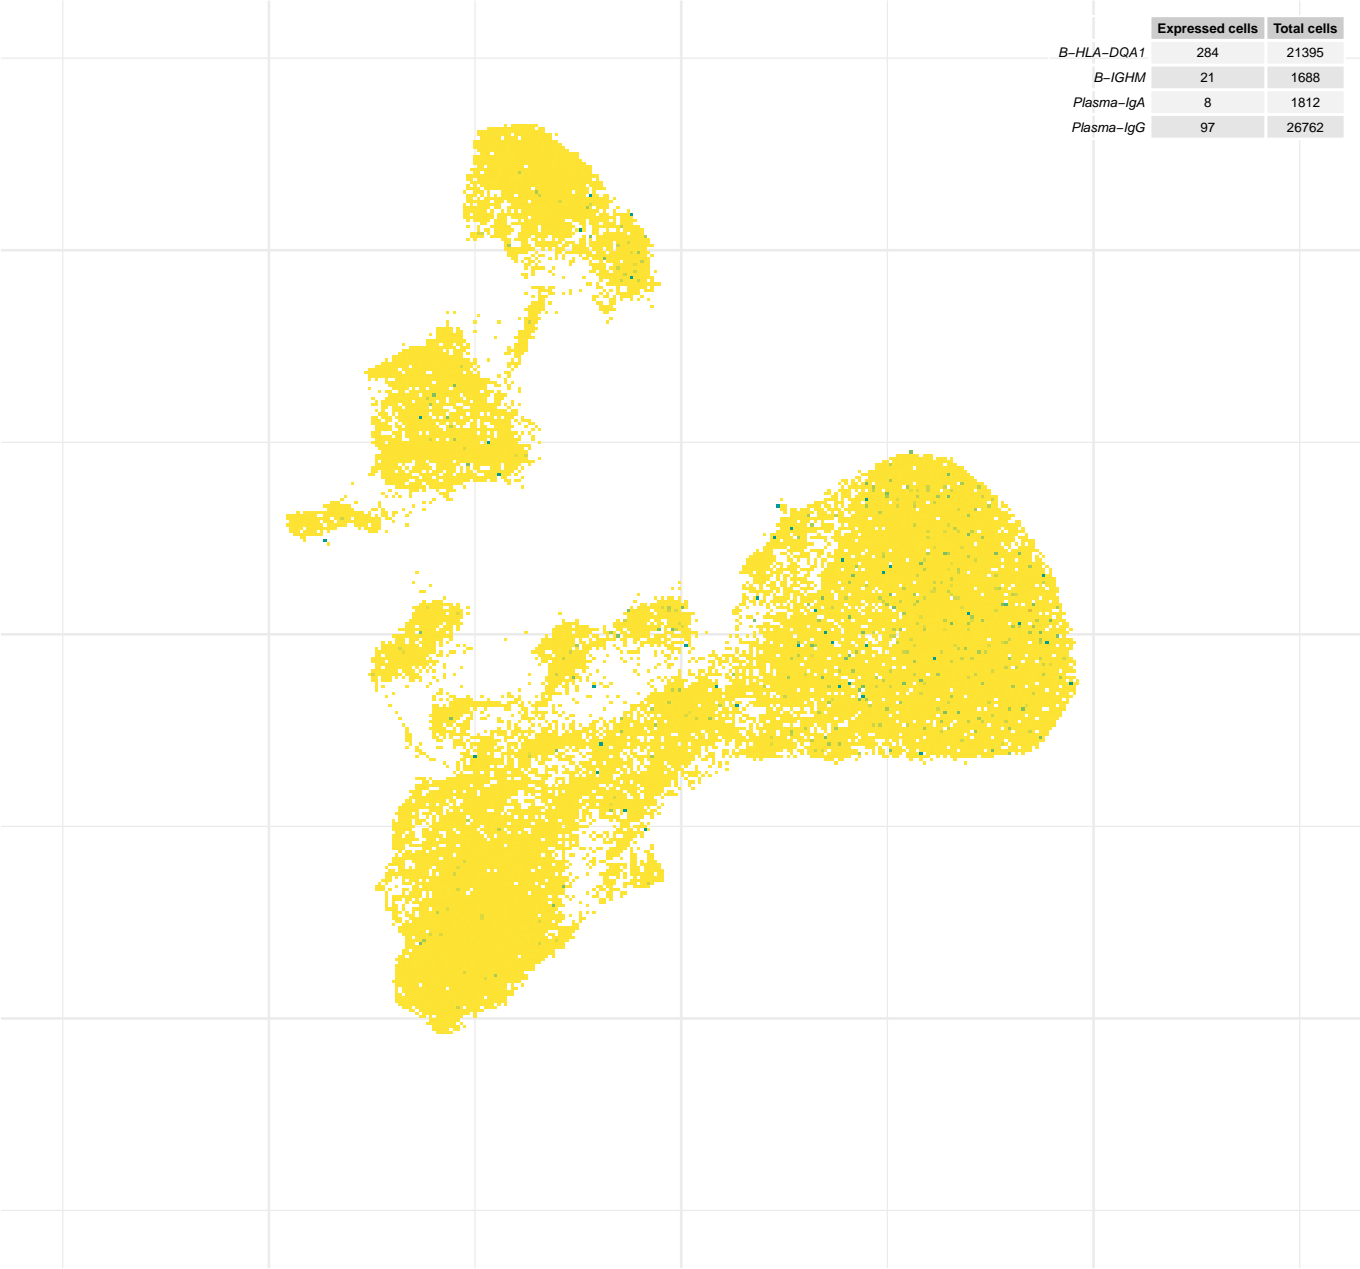 Expressed cells Total cells
B−HLA−DQA1 284 21395
B−IGHM 21 1688
Plasma−IgA 8 1812
Plasma−IgG 97 26762